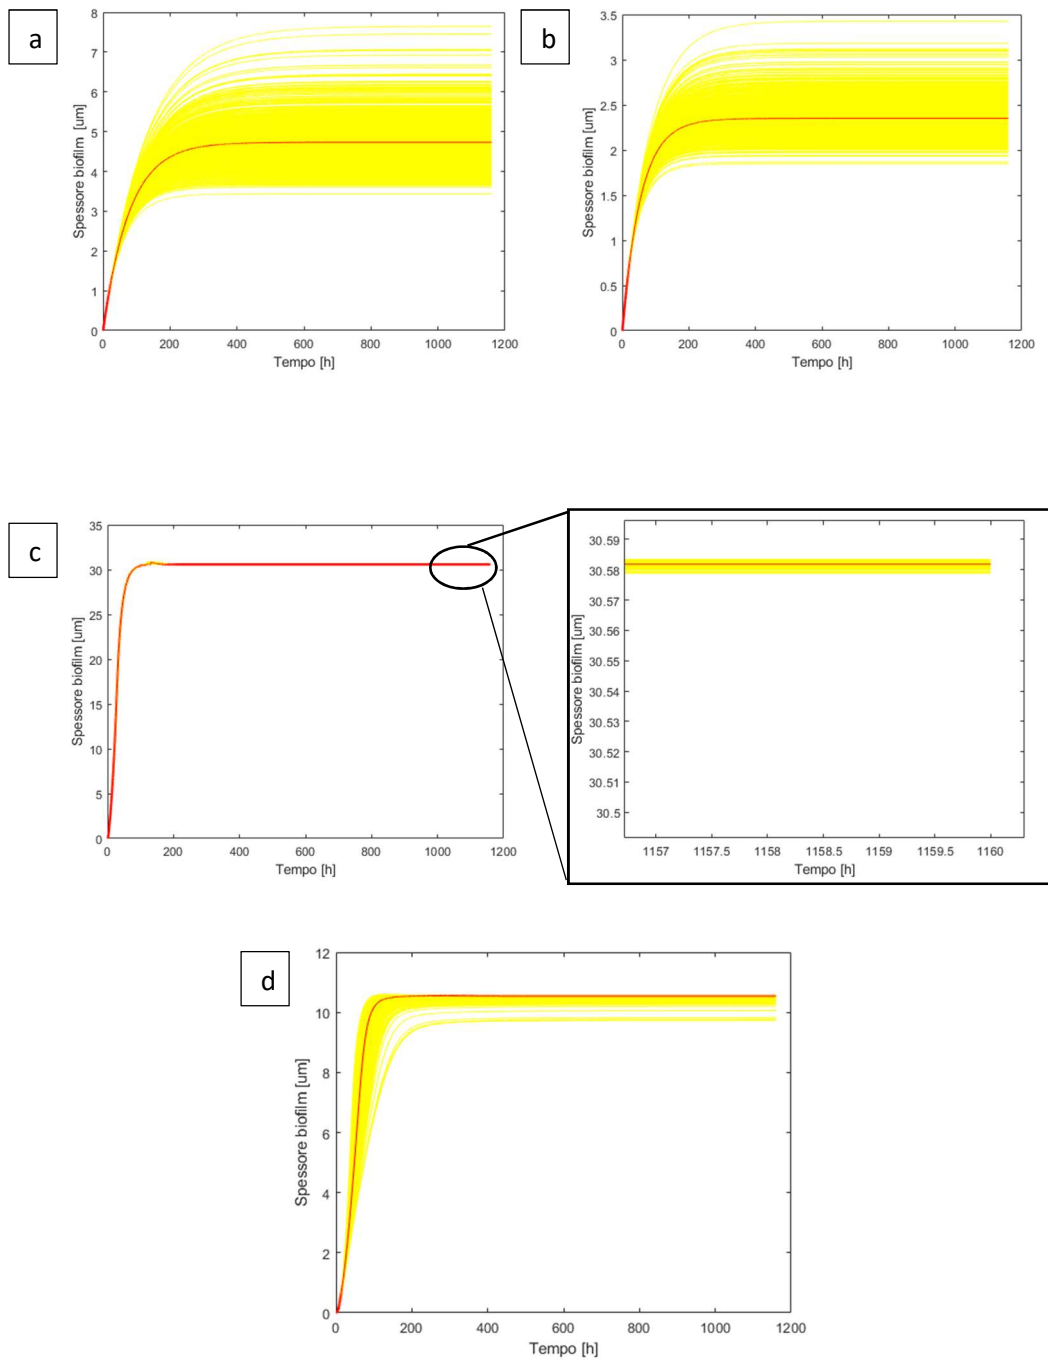 a
8
7
6
5
4
3
2
1
0
Spessore biofilm [um]
0 200 400 600 800 1000 1200
Tempo [h]
b
3.5
3
2.5
2
1.5
1
0.5
0
Spessore biofilm [um]
0 200 400 600 800 1000 1200
Tempo [h]
c
35
30
25
20
15
10
5
0
Spessore biofilm [um]
0 200 400 600 800 1000 1200
Tempo [h]
30.59
30.58
30.57
30.56
30.55
30.54
30.53
30.52
30.51
30.5
Spessore biofilm [um]
1157 1157.5 1158 1158.5 1159 1159.5 1160
Tempo [h]
d
12
10
8
6
4
2
0
Spessore biofilm [um]
0 200 400 600 800 1000 1200
Tempo [h]